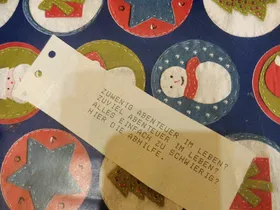 ZUWENIG ABENTEUER IM LEBEN?
ZUVIEL ABENTEUER IM LEBEN?
ALLES EINFACH ZU SCHWIERIG?
HIER DIE ABHILFE.